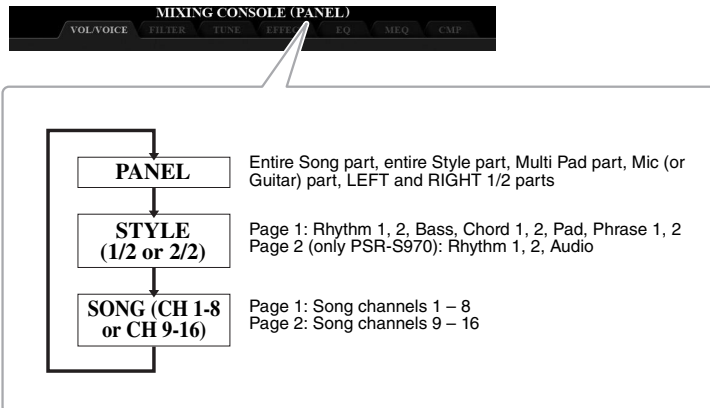 MIXING CONSOLE (PANEL)
VOL/VOICE FILTER TUNE EFFECT EQ MEQ CMP
PANEL
Entire Song part, entire Style part, Multi Pad part, Mic (or
Guitar) part, LEFT and RIGHT 1/2 parts
STYLE
(1/2 or 2/2)
Page 1: Rhythm 1, 2, Bass, Chord 1, 2, Pad, Phrase 1, 2
Page 2 (only PSR-S970): Rhythm 1, 2, Audio
SONG (CH 1-8
or CH 9-16)
Page 1: Song channels 1 – 8
Page 2: Song channels 9 – 16